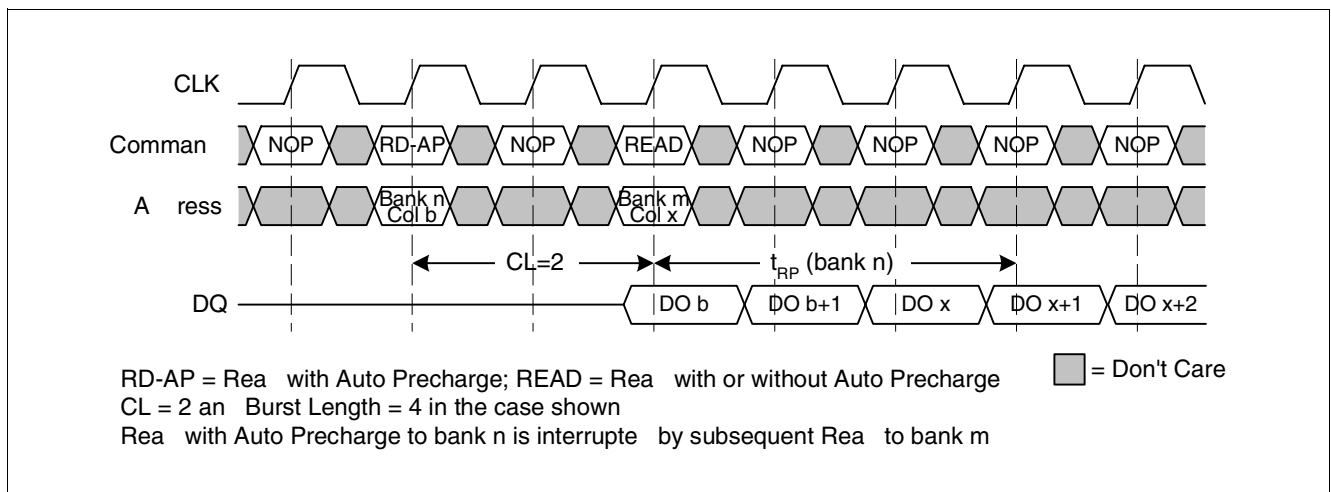 CLK
Comman NOP RD-AP NOP READ NOP NOP NOP NOP
A ress Bank n Col b Bank m Col x
CL=2 tRP (bank n)
DQ DO b DO b+1 DO x DO x+1 DO x+2
RD-AP = Rea with Auto Precharge; READ = Rea with or without Auto Precharge
= Don't Care
CL = 2 an Burst Length = 4 in the case shown
Rea with Auto Precharge to bank n is interrupte by subsequent Rea to bank m